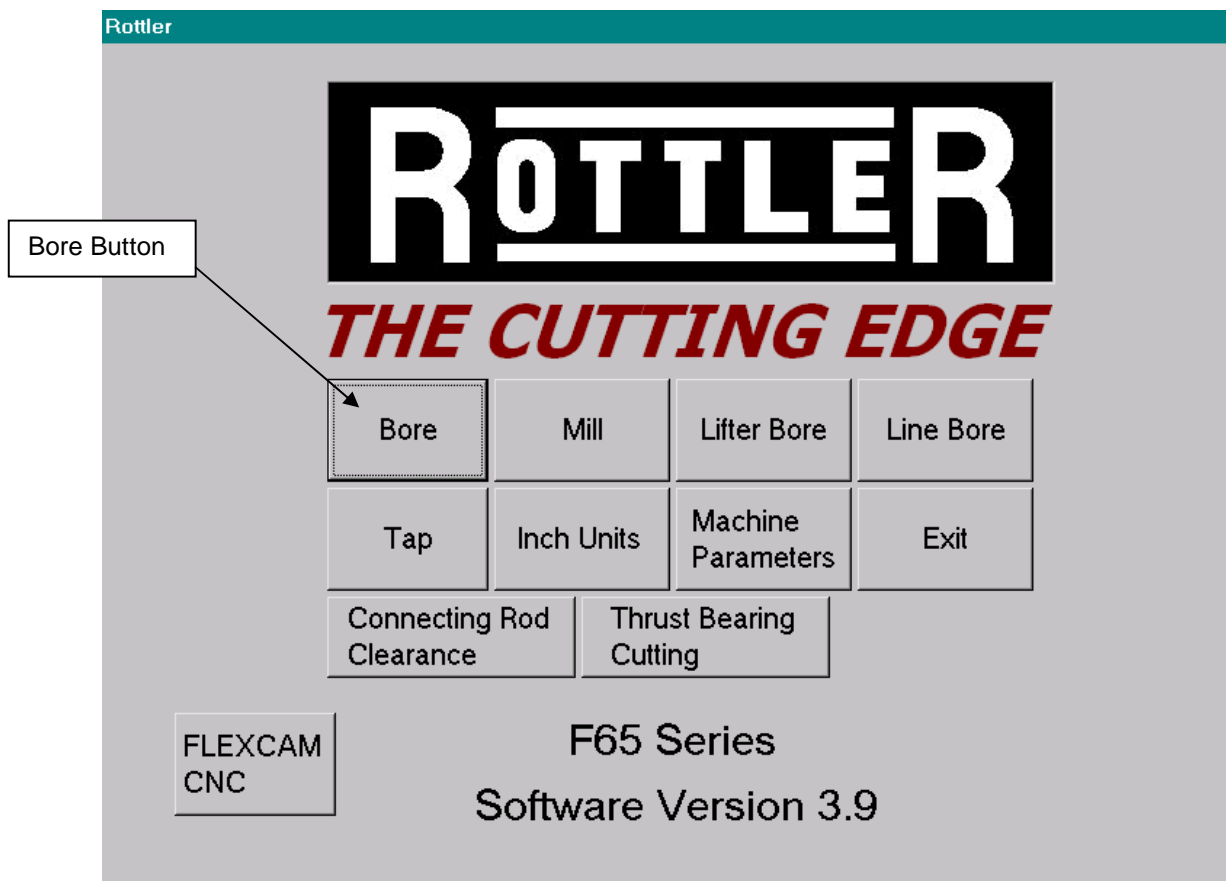 Rottler
ROTTLER
Bore Button
THE CUTTING EDGE
Bore
Mill
Lifter Bore
Line Bore
Tap
Inch Units
Machine
Parameters
Exit
Connecting Rod
Clearance
Thrust Bearing
Cutting
FLEXCAM
CNC
F65 Series
Software Version 3.9